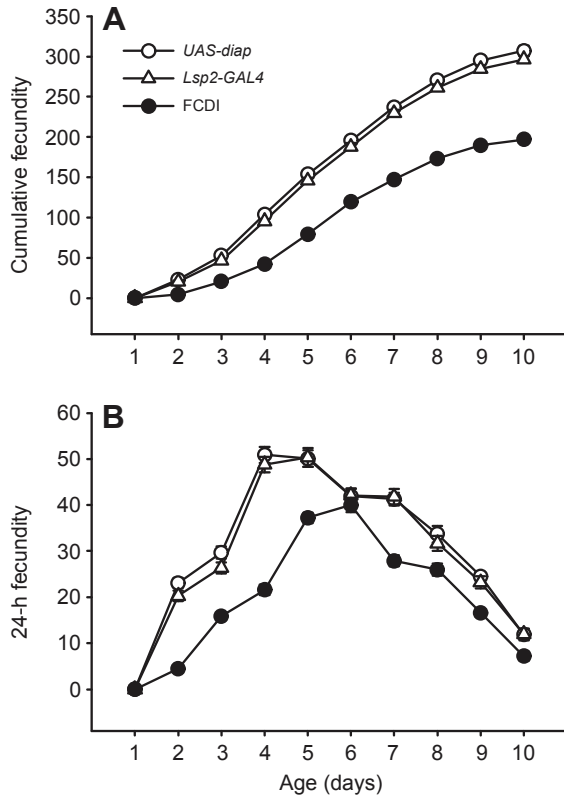 A
350
300
250
200
150
100
50
0
Cumulative fecundity
UAS-diap
Lsp2-GAL4
FCDI
1 2 3 4 5 6 7 8 9 10
B
60
50
40
30
20
10
0
24-h fecundity
1 2 3 4 5 6 7 8 9 10
Age (days)